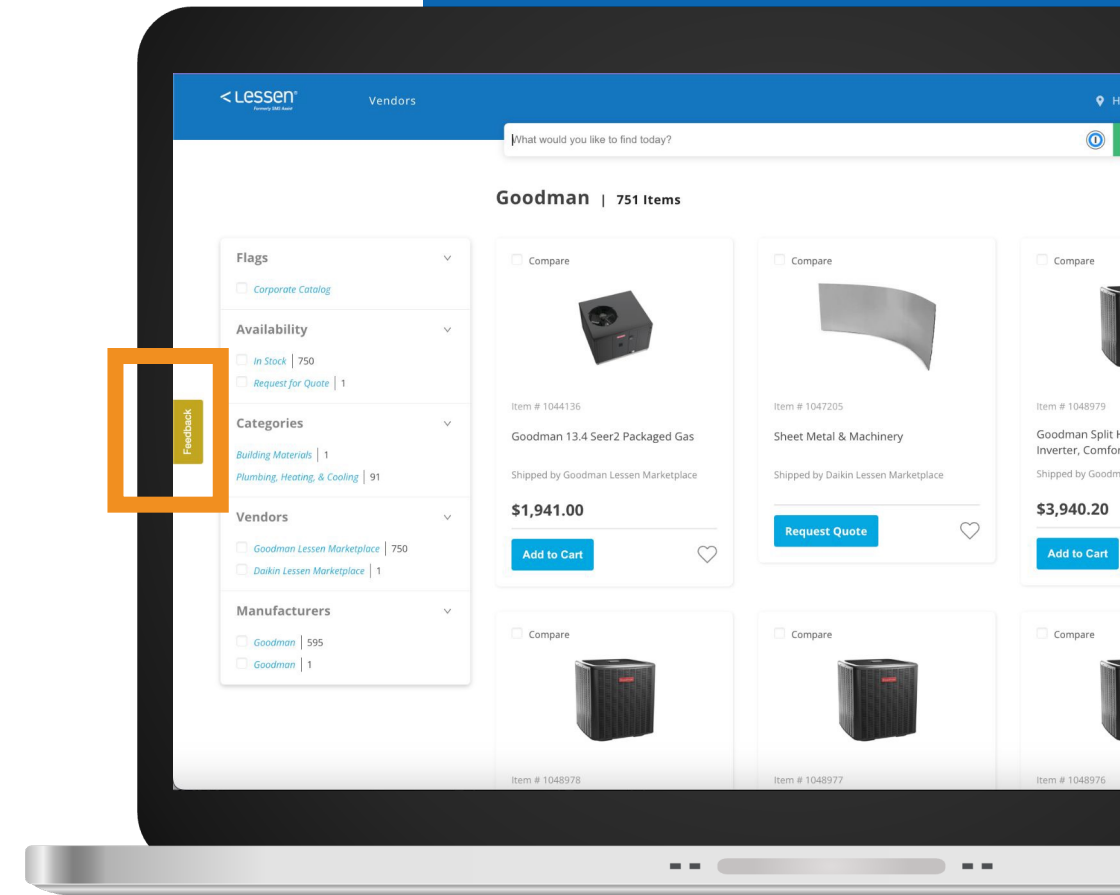 <Lessen®
Formerly SMS Assist
Vendors
H
What would you like to find today?
Goodman | 751 Items
Flags
Corporate Catalog
Availability
In Stock | 750
Request for Quote | 1
Categories
Building Materials | 1
Plumbing, Heating, & Cooling | 91
Vendors
Goodman Lessen Marketplace | 750
Daikin Lessen Marketplace | 1
Manufacturers
Goodman | 595
Goodman | 1
Feedback
Compare
Item # 1044136
Goodman 13.4 Seer2 Packaged Gas
Shipped by Goodman Lessen Marketplace
$1,941.00
Add to Cart
Compare
Item # 1047205
Sheet Metal & Machinery
Shipped by Daikin Lessen Marketplace
Request Quote
Compare
Item # 1048979
Goodman Split H
Inverter, Comfor
Shipped by Goodm
$3,940.20
Add to Cart
Compare
Item # 1048978
Compare
Item # 1048977
Compare
Item # 1048976